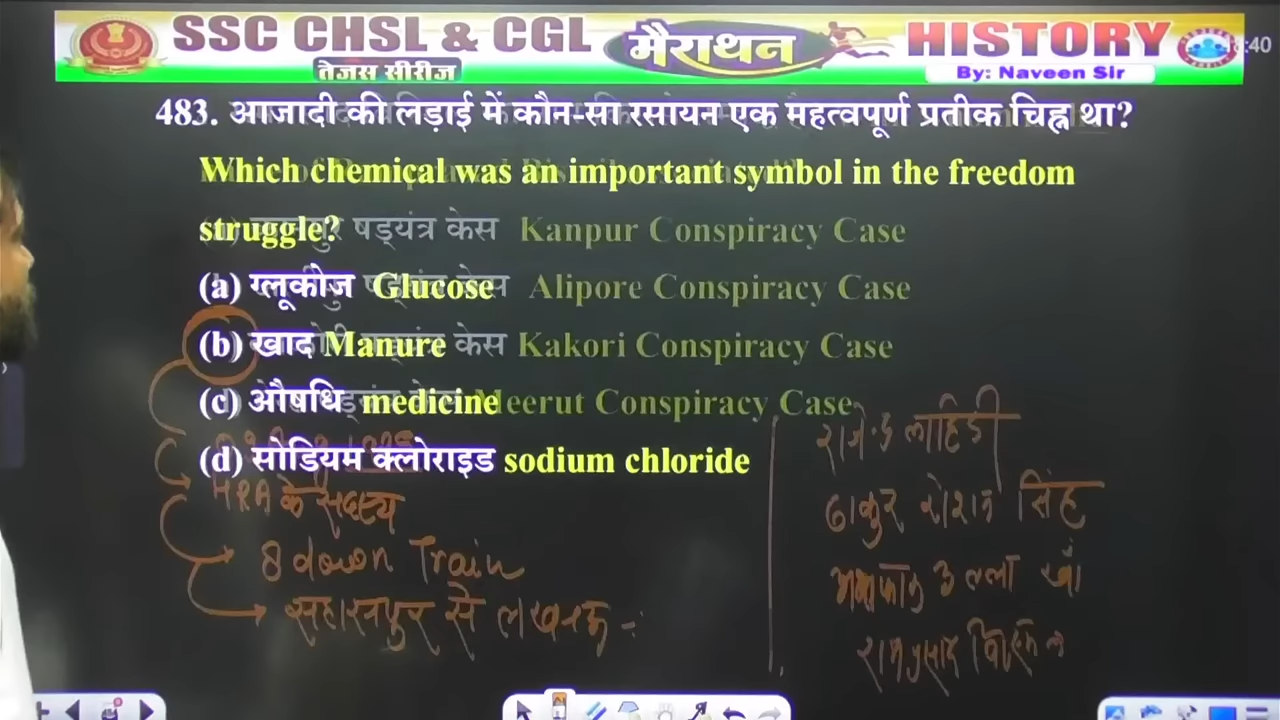 SSC CHSL & CGL
तेजस सीरीज
मैराथन
HISTORY
By: Naveen Sir
:40
483. आजादी की लड़ाई में कौन-सा रसायन एक मैहत्वपूर्ण प्रतीक चिह्न था?
Which chemical was an important symbol in the freedom
struggle?
षड्यंत्र केस Kanpur Conspiracy Case
(a) ग्लूकोज Glucose
Alipore Conspiracy Case
(b) खाद Manure
केस Kakori Conspiracy Case
(c) औषधि medicine
Meerut Conspiracy Case
(d) सोडियम क्लोराइड sodium chloride
HRA के सदस्य
8 down Train
सहारनपुर से लखनऊ
लाहिडी
ठाकुर रोशन सिंह
उल्ला खाँ
रामप्रसाद बिस्मिल